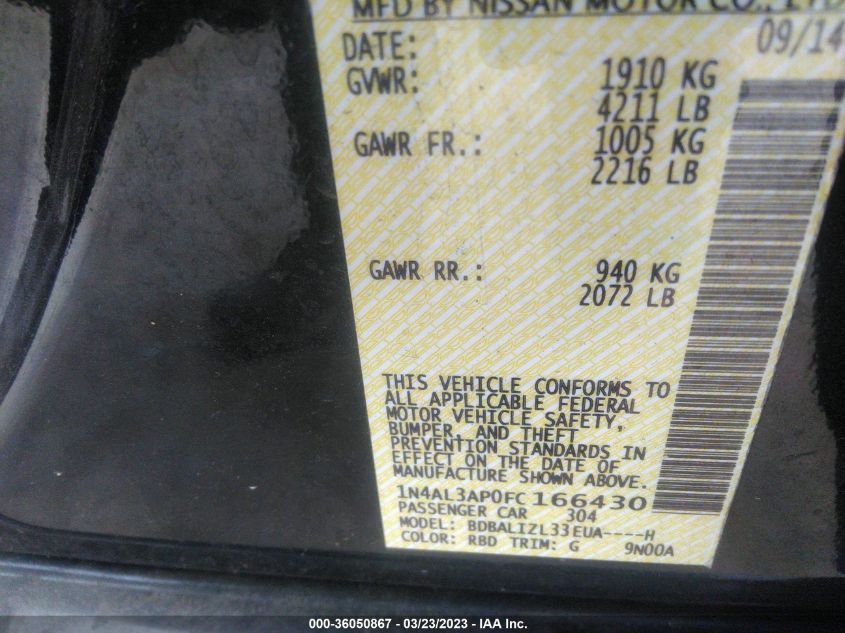 MFD BY NISSAN MOTOR CO., LTD
DATE: 09/14
GVWR: 1910 KG
4211 LB
GAWR FR.: 1005 KG
2216 LB
GAWR RR.: 940 KG
2072 LB
THIS VEHICLE CONFORMS TO
ALL APPLICABLE FEDERAL
MOTOR VEHICLE SAFETY,
BUMPER, AND THEFT
PREVENTION STANDARDS IN
EFFECT ON THE DATE OF
MANUFACTURE SHOWN ABOVE.
1N4AL3AP0FC166430
PASSENGER CAR 304
MODEL: BDBALIZL33EUA----H
COLOR: RBD TRIM: G 9N00A
000-36050867 — 03/23/2023 — IAA Inc.